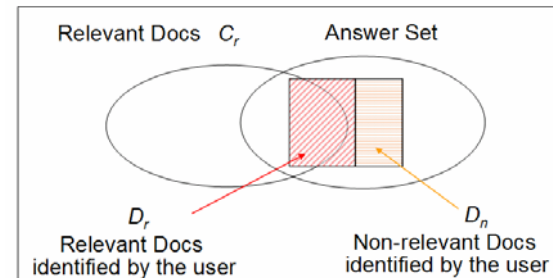 Relevant Docs C_r
Answer Set
D_r
Relevant Docs
identified by the user
D_n
Non-relevant Docs
identified by the user